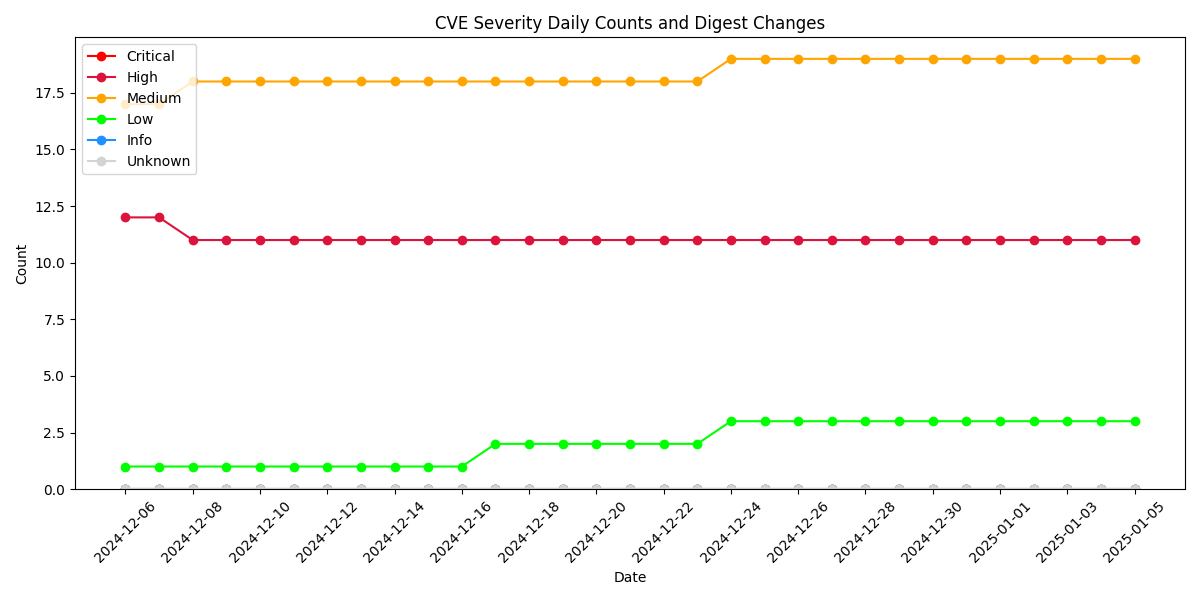 CVE Severity Daily Counts and Digest Changes
Critical
High
Medium
Low
Info
Unknown
Count
17.5
15.0
12.5
10.0
7.5
5.0
2.5
0.0
2024-12-06
2024-12-08
2024-12-10
2024-12-12
2024-12-14
2024-12-16
2024-12-18
2024-12-20
2024-12-22
2024-12-24
2024-12-26
2024-12-28
2024-12-30
2025-01-01
2025-01-03
2025-01-05
Date